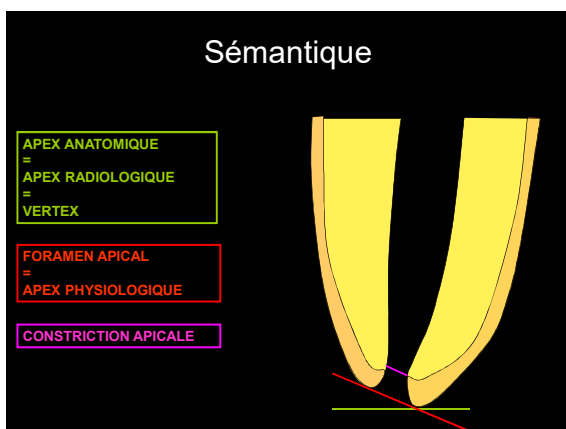 Sémantique
APEX ANATOMIQUE
=
APEX RADIOLOGIQUE
=
VERTEX
FORAMEN APICAL
=
APEX PHYSIOLOGIQUE
CONSTRICTION APICALE